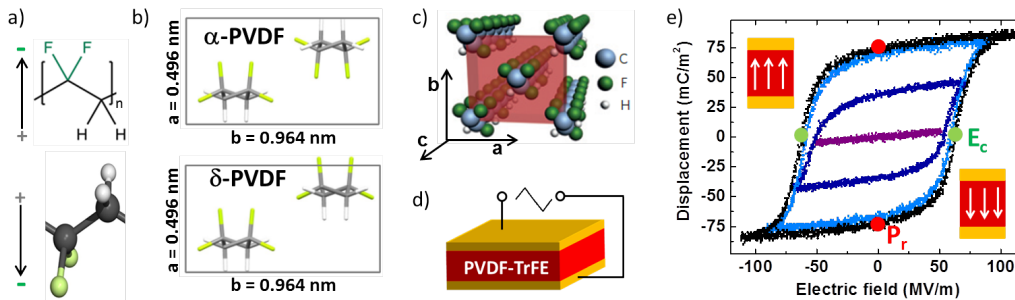 a)
-
F F
n
+
H H
+
-
b)
α-PVDF
a = 0.496 nm
b = 0.964 nm
δ-PVDF
a = 0.496 nm
b = 0.964 nm
c)
b
a
c
C
F
H
d)
PVDF-TrFE
e)
Displacement (mC/m²)
75
50
25
0
-25
-50
-75
Ec
Pr
-100 -50 0 50 100
Electric field (MV/m)